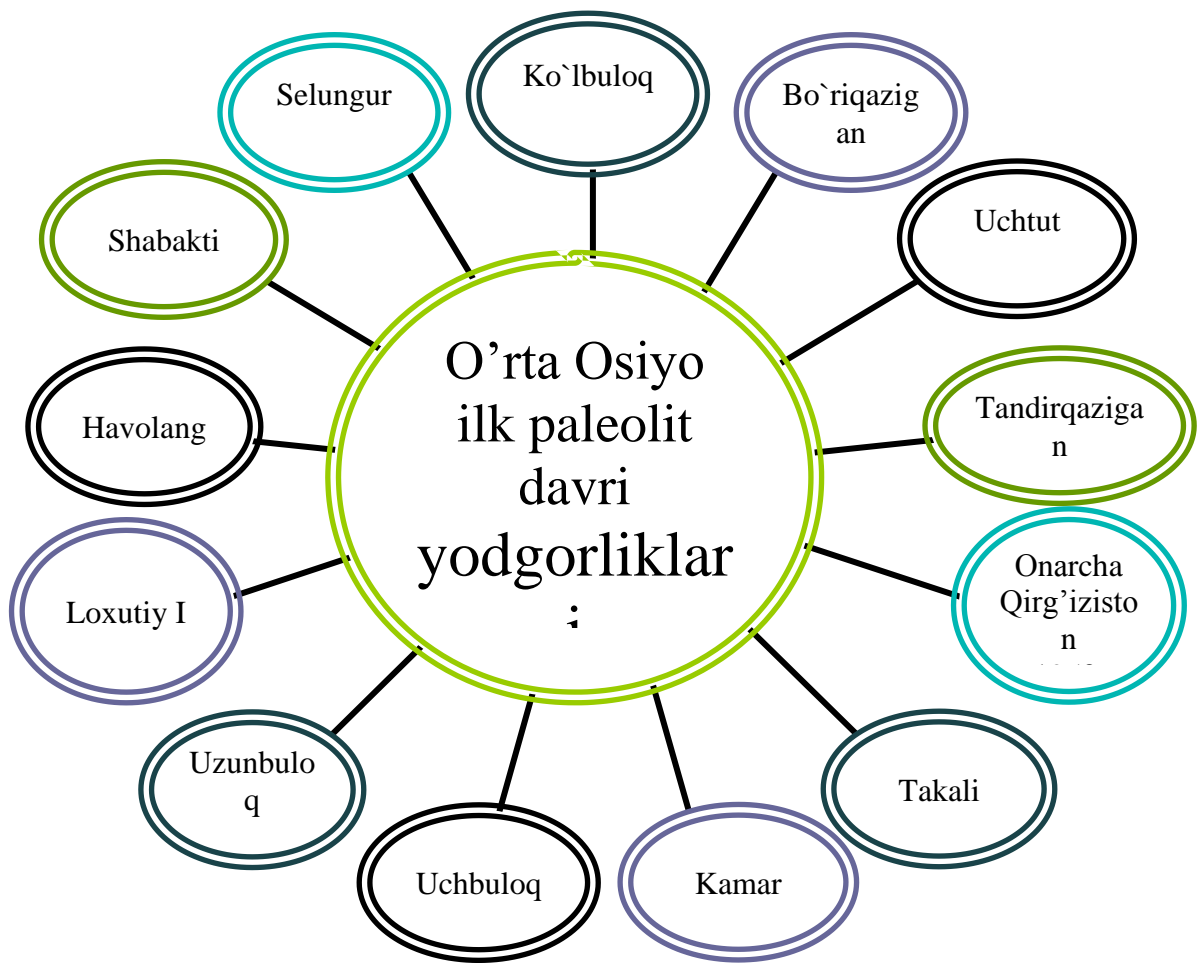 Ko`lbuloq
Selungur
Bo`riqazig
an
Uchtut
Shabakti
O’rta Osiyo
ilk paleolit
davri
yodgorliklar
i
Havolang
Tandirqaziga
n
Loxutiy I
Onarcha
Qirg’izisto
n
Uzunbulo
q
Takali
Uchbuloq
Kamar